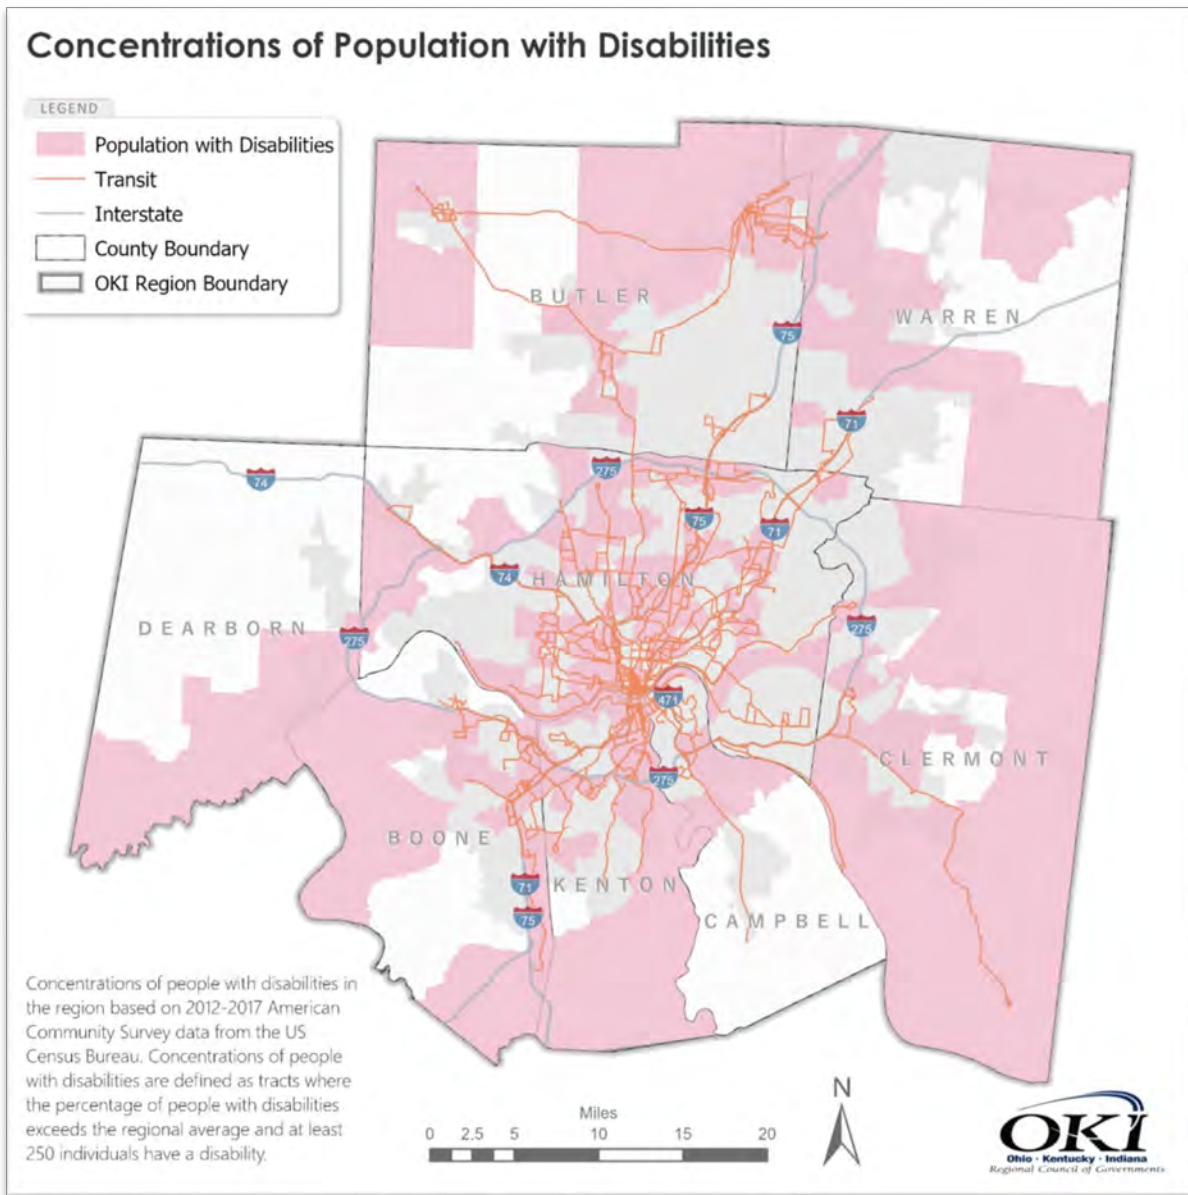 Concentrations of Population with Disabilities
LEGEND
Population with Disabilities
Transit
Interstate
County Boundary
OKI Region Boundary
BUTLER
WARREN
75
71
275
74
75
71
74
HAMILTON
DEARBORN
275
275
471
CLERMONT
275
BOONE
71
KENTON
75
CAMPBELL
Concentrations of people with disabilities in
the region based on 2012-2017 American
Community Survey data from the US
Census Bureau. Concentrations of people
with disabilities are defined as tracts where
the percentage of people with disabilities
exceeds the regional average and at least
250 individuals have a disability.
Miles
0 2.5 5 10 15 20
N
OKI
Ohio · Kentucky · Indiana
Regional Council of Governments